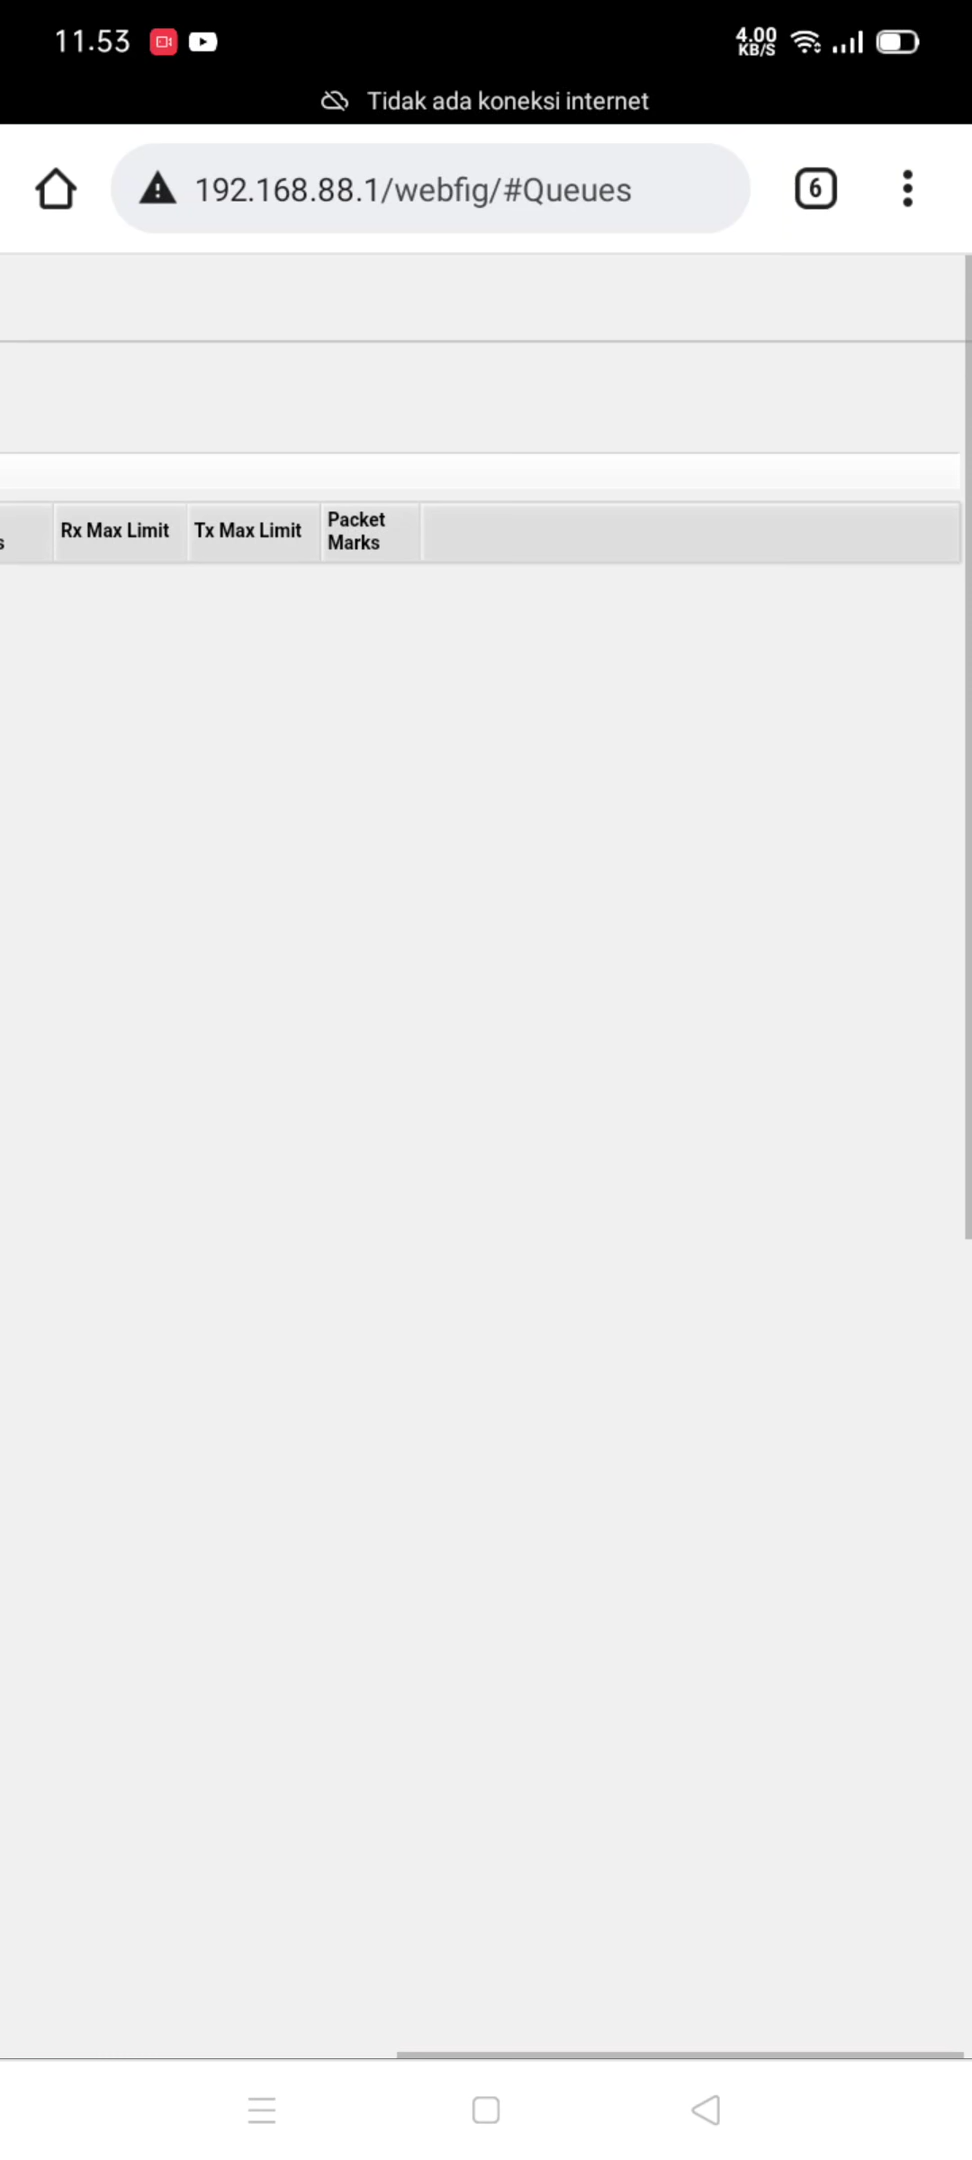 11.53
4.00
KB/S
Tidak ada koneksi internet
192.168.88.1/webfig/#Queues
6
s
Rx Max Limit
Tx Max Limit
Packet
Marks